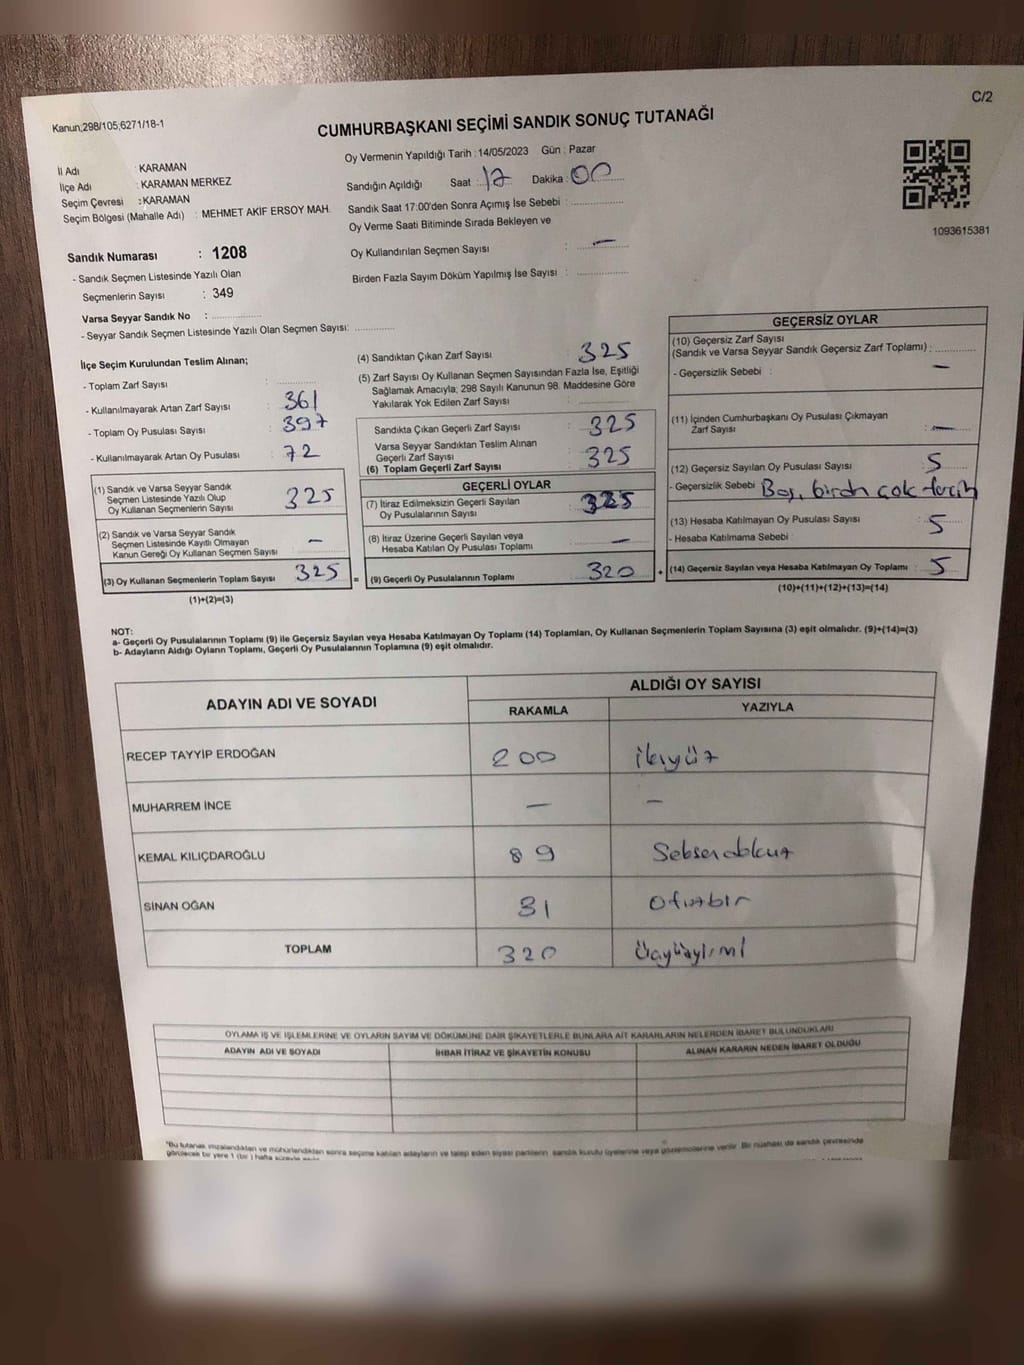 C/2
Kanun;298/105;6271/18-1
CUMHURBAŞKANI SEÇİMİ SANDIK SONUÇ TUTANAĞI
1093615381
İl Adı : KARAMAN
İlçe Adı : KARAMAN MERKEZ
Seçim Çevresi : KARAMAN
Seçim Bölgesi (Mahalle Adı) : MEHMET AKİF ERSOY MAH.
Sandık Numarası : 1208
- Sandık Seçmen Listesinde Yazılı Olan
Seçmenlerin Sayısı : 349
Varsa Seyyar Sandık No :
- Seyyar Sandık Seçmen Listesinde Yazılı Olan Seçmen Sayısı:
Oy Vermenin Yapıldığı Tarih : 14/05/2023 Gün : Pazar
Sandığın Açıldığı Saat : 17 Dakika : 00
Sandık Saat 17:00'den Sonra Açımış İse Sebebi :
Oy Verme Saati Bitiminde Sırada Bekleyen ve
Oy Kullandırılan Seçmen Sayısı : —
Birden Fazla Sayım Döküm Yapılmış İse Sayısı :
İlçe Seçim Kurulundan Teslim Alınan;
- Toplam Zarf Sayısı :
- Kullanılmayarak Artan Zarf Sayısı : 361
- Toplam Oy Pusulası Sayısı : 397
- Kullanılmayarak Artan Oy Pusulası : 72
(1) Sandık ve Varsa Seyyar Sandık
Seçmen Listesinde Yazılı Olup
Oy Kullanan Seçmenlerin Sayısı : 325
(2) Sandık ve Varsa Seyyar Sandık
Seçmen Listesinde Kayıtlı Olmayan
Kanun Gereği Oy Kullanan Seçmen Sayısı : —
(3) Oy Kullanan Seçmenlerin Toplam Sayısı : 325 =
(1)+(2)=(3)
(4) Sandıktan Çıkan Zarf Sayısı : 325
(5) Zarf Sayısı Oy Kullanan Seçmen Sayısından Fazla İse, Eşitliği
Sağlamak Amacıyla; 298 Sayılı Kanunun 98. Maddesine Göre
Yakılarak Yok Edilen Zarf Sayısı :
Sandıkta Çıkan Geçerli Zarf Sayısı : 325
Varsa Seyyar Sandıktan Teslim Alınan
Geçerli Zarf Sayısı : 325
(6) Toplam Geçerli Zarf Sayısı
GEÇERLİ OYLAR
(7) İtiraz Edilmeksizin Geçerli Sayılan
Oy Pusulalarının Sayısı : 325
(8) İtiraz Üzerine Geçerli Sayılan veya
Hesaba Katılan Oy Pusulası Toplamı : —
(9) Geçerli Oy Pusulalarının Toplamı : 320 +
GEÇERSİZ OYLAR
(10) Geçersiz Zarf Sayısı
(Sandık ve Varsa Seyyar Sandık Geçersiz Zarf Toplamı) :
- Geçersizlik Sebebi : —
(11) İçinden Cumhurbaşkanı Oy Pusulası Çıkmayan
Zarf Sayısı : —
(12) Geçersiz Sayılan Oy Pusulası Sayısı : 5
- Geçersizlik Sebebi Boş, birden çok tercih
(13) Hesaba Katılmayan Oy Pusulası Sayısı : 5
- Hesaba Katılmama Sebebi
(14) Geçersiz Sayılan veya Hesaba Katılmayan Oy Toplamı : 5
(10)+(11)+(12)+(13)=(14)
NOT:
a- Geçerli Oy Pusulalarının Toplamı (9) ile Geçersiz Sayılan veya Hesaba Katılmayan Oy Toplamı (14) Toplamları, Oy Kullanan Seçmenlerin Toplam Sayısına (3) eşit olmalıdır. (9)+(14)=(3)
b- Adayların Aldığı Oyların Toplamı, Geçerli Oy Pusulalarının Toplamına (9) eşit olmalıdır.
ADAYIN ADI VE SOYADI ALDIĞI OY SAYISI
RAKAMLA YAZIYLA
RECEP TAYYİP ERDOĞAN 200 ikiyüz
MUHARREM İNCE — —
KEMAL KILIÇDAROĞLU 89 Seksendokuz
SİNAN OĞAN 31 Otuzbir
TOPLAM 320 Üçyüzyirmi
OYLAMA İŞ VE İŞLEMLERİNE VE OYLARIN SAYIM VE DÖKÜMÜNE DAİR ŞİKAYETLERLE BUNLARA AİT KARARLARIN NELERDEN İBARET BULUNDUKLARI
ADAYIN ADI VE SOYADI İHBAR İTİRAZ VE ŞİKAYETİN KONUSU ALINAN KARARIN NEDEN İBARET OLDUĞU
*Bu tutanak imzalandıktan ve mühürlendikten sonra seçime katılan adayların ve talep eden siyasi partilerin sandık kurulu üyelerine veya gözlemcilerine verilir. Bir nüshası da sandık çevresinde
görülecek bir yere 1 (bir) hafta süreyle